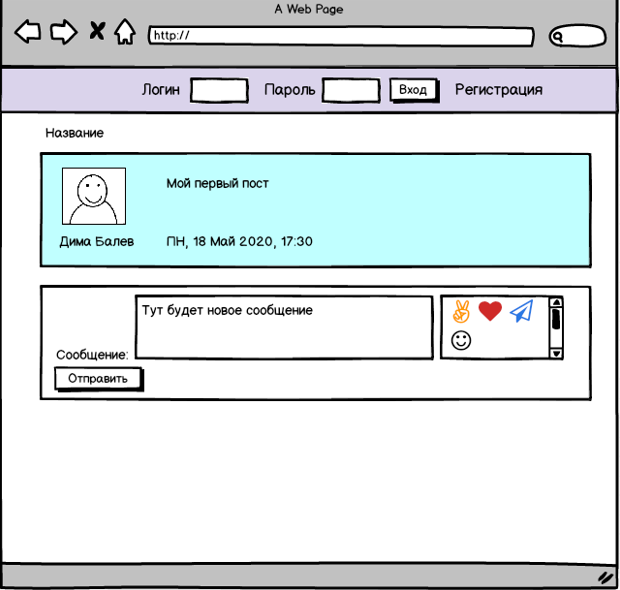 A Web Page
http://
Логин Пароль Вход Регистрация
Название
Мой первый пост
Дима Балев ПН, 18 Май 2020, 17:30
Тут будет новое сообщение
Сообщение:
Отправить